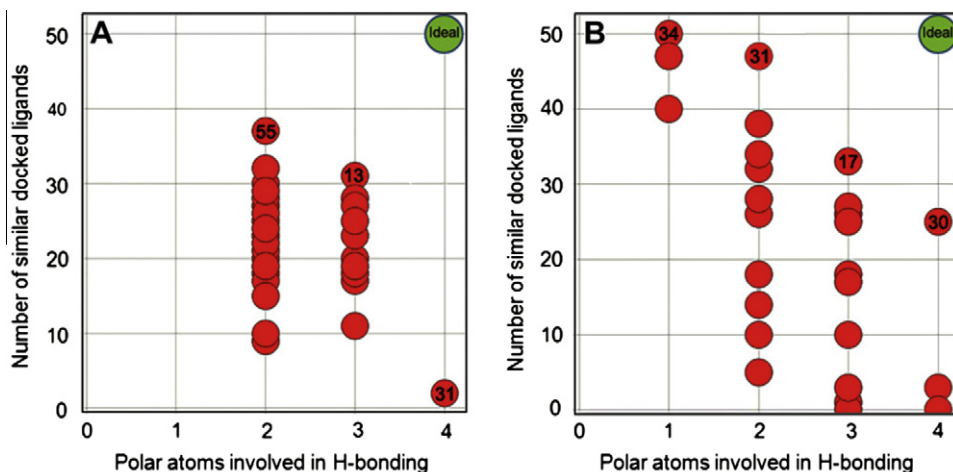 A
Number of similar docked ligands
50
40
30
20
10
0
Ideal
55
13
31
0 1 2 3 4
Polar atoms involved in H-bonding
B
Number of similar docked ligands
50
40
30
20
10
0
34
Ideal
31
17
30
0 1 2 3 4
Polar atoms involved in H-bonding